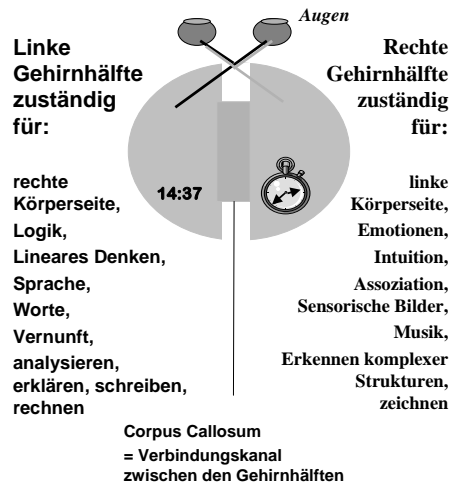 Augen
Linke
Gehirnhälfte
zuständig
für:
Rechte
Gehirnhälfte
zuständig
für:
14:37
rechte
Körperseite,
Logik,
Lineares Denken,
Sprache,
Worte,
Vernunft,
analysieren,
erklären, schreiben,
rechnen
linke
Körperseite,
Emotionen,
Intuition,
Assoziation,
Sensorische Bilder,
Musik,
Erkennen komplexer
Strukturen,
zeichnen
Corpus Callosum
= Verbindungskanal
zwischen den Gehirnhälften